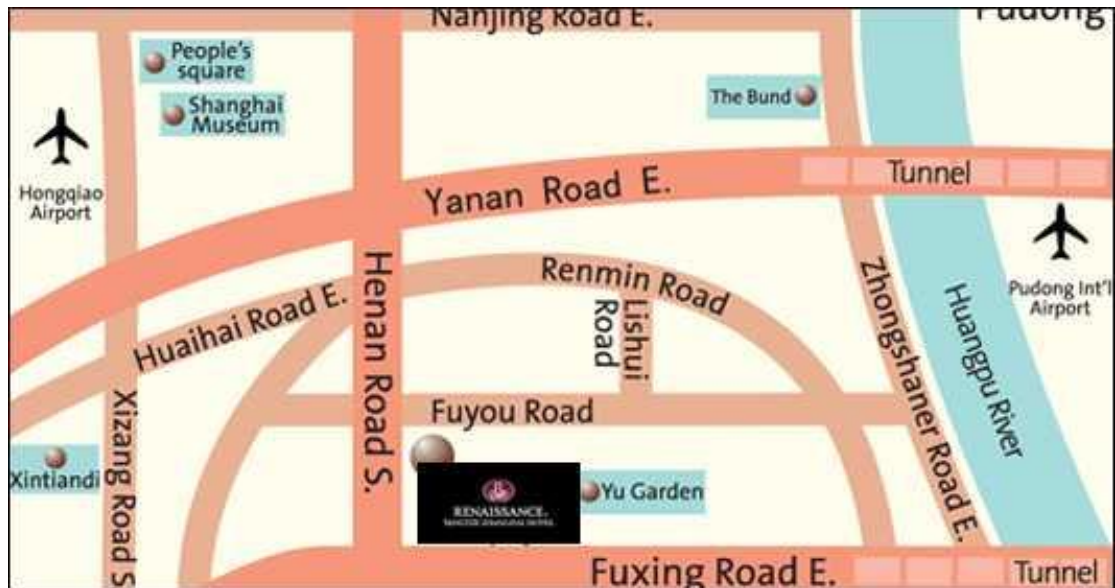 Nanjing Road E.
Pudong
People's
square
Shanghai
Museum
The Bund
Hongqiao
Airport
Yanan Road E.
Tunnel
Pudong Int'l
Airport
Renmin Road
Huaihai Road E.
Henan Road S.
Lishui
Road
Zhongshaner Road E.
Huangpu River
Fuyou Road
Xizang Road S
Xintiandi
RENAISSANCE.
Yu Garden
Fuxing Road E.
Tunnel